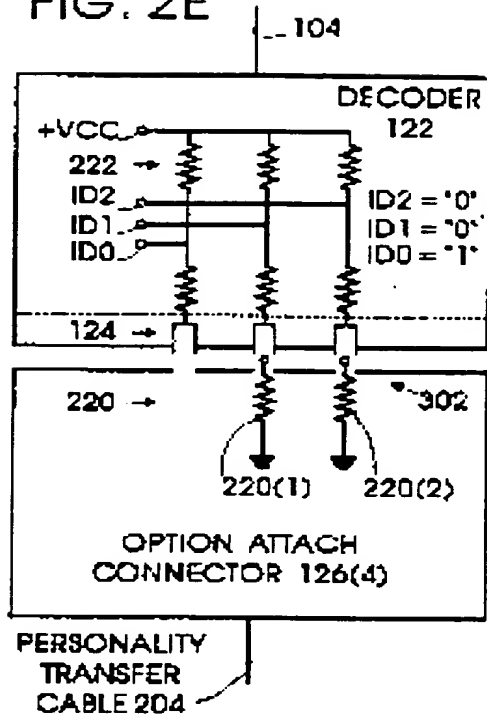 FIG. 2E
104
DECODER
122
+VCC
222
ID2
ID1
ID0
ID2 = "0"
ID1 = "0"
ID0 = "1"
124
220
302
220(1)
220(2)
OPTION ATTACH
CONNECTOR 126(4)
PERSONALITY
TRANSFER
CABLE 204